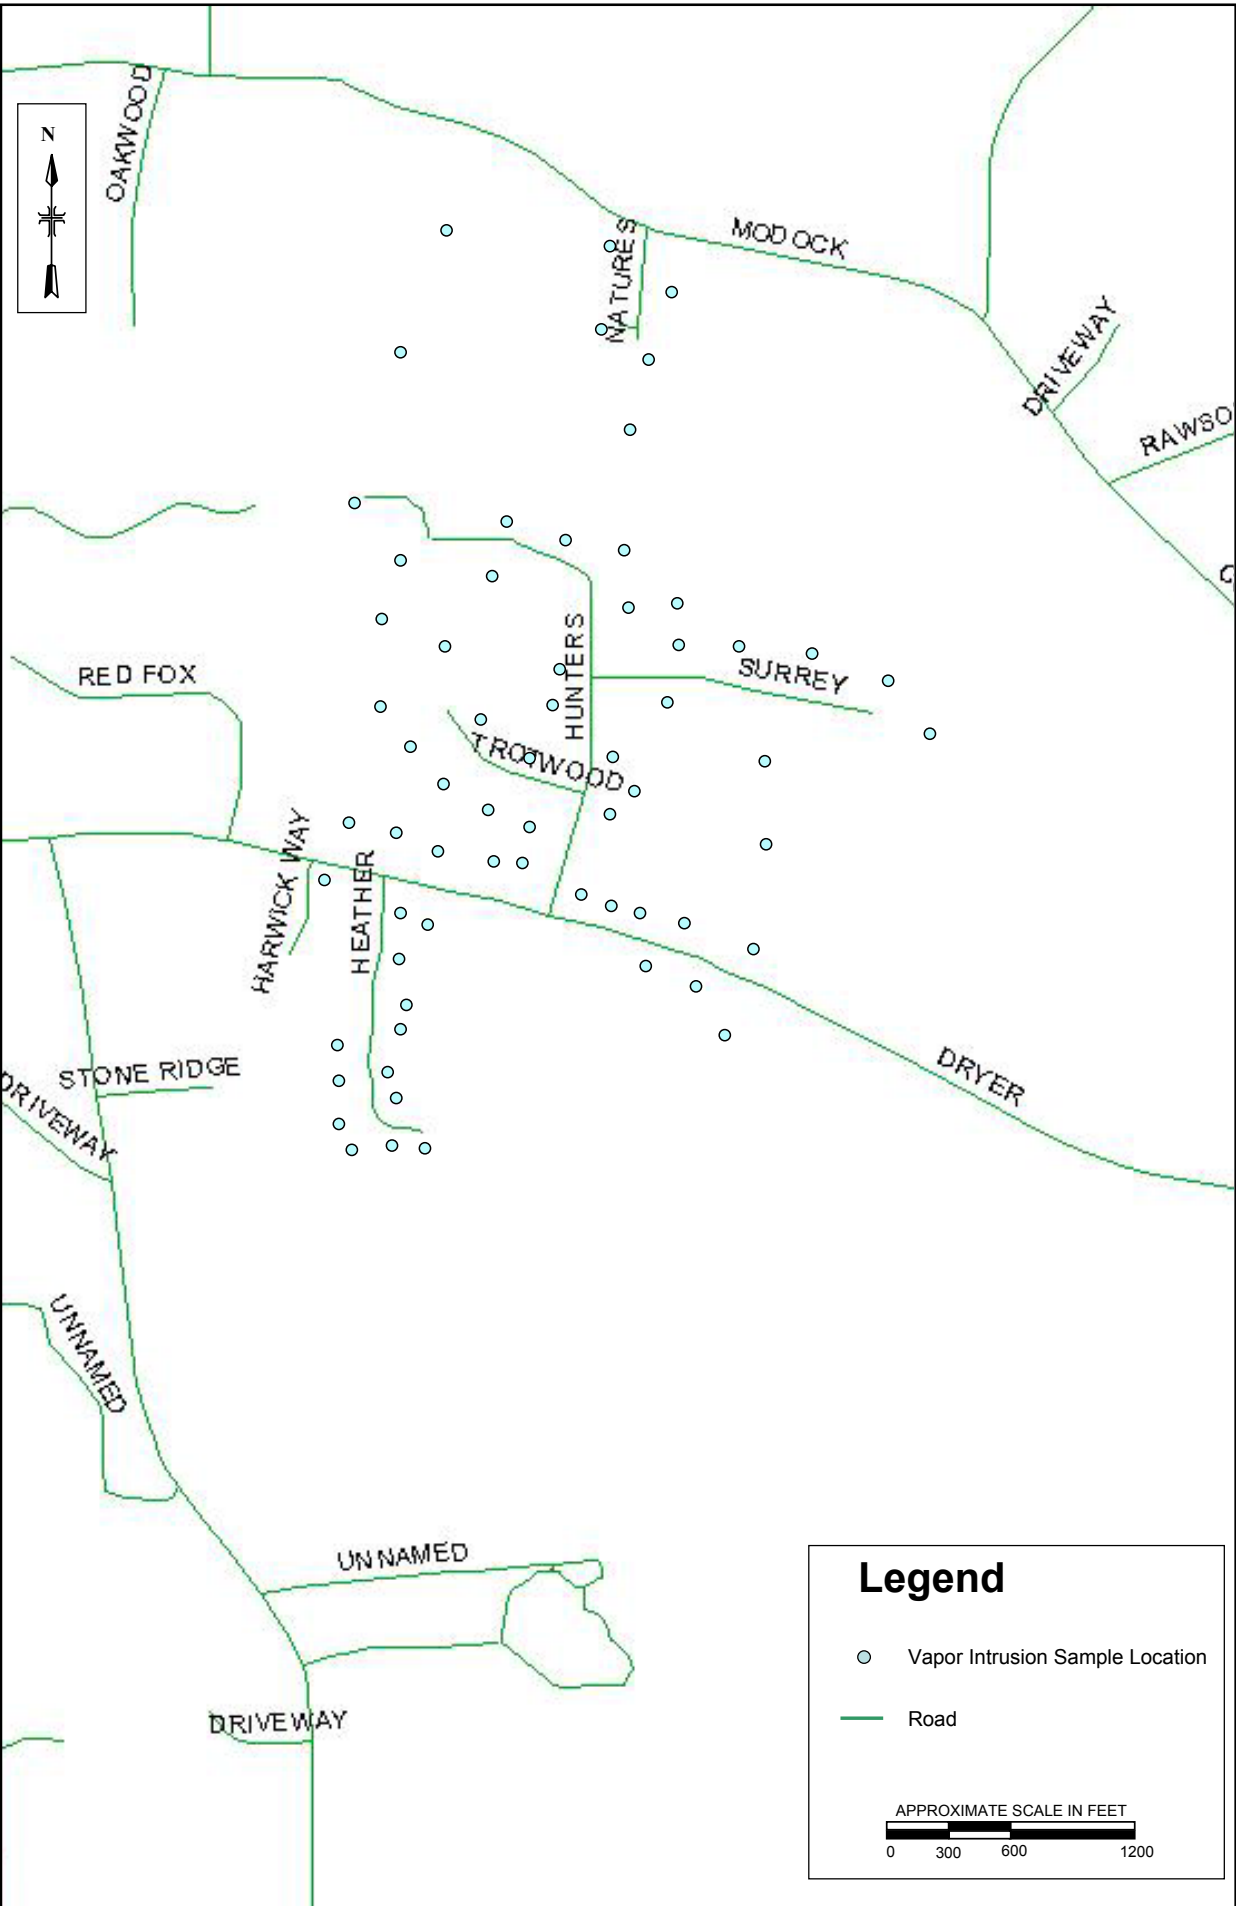 OAKWOOD
N
NATURES
MODOCK
DRIVEWAY
RAWSO
RED FOX
HUNTERS
SURREY
TROTWOOD
HARWICK WAY
HEATHER
STONE RIDGE
DRIVEWAY
DRYER
UNNAMED
UNNAMED
DRIVEWAY
Legend
Vapor Intrusion Sample Location
Road
APPROXIMATE SCALE IN FEET
0 300 600 1200